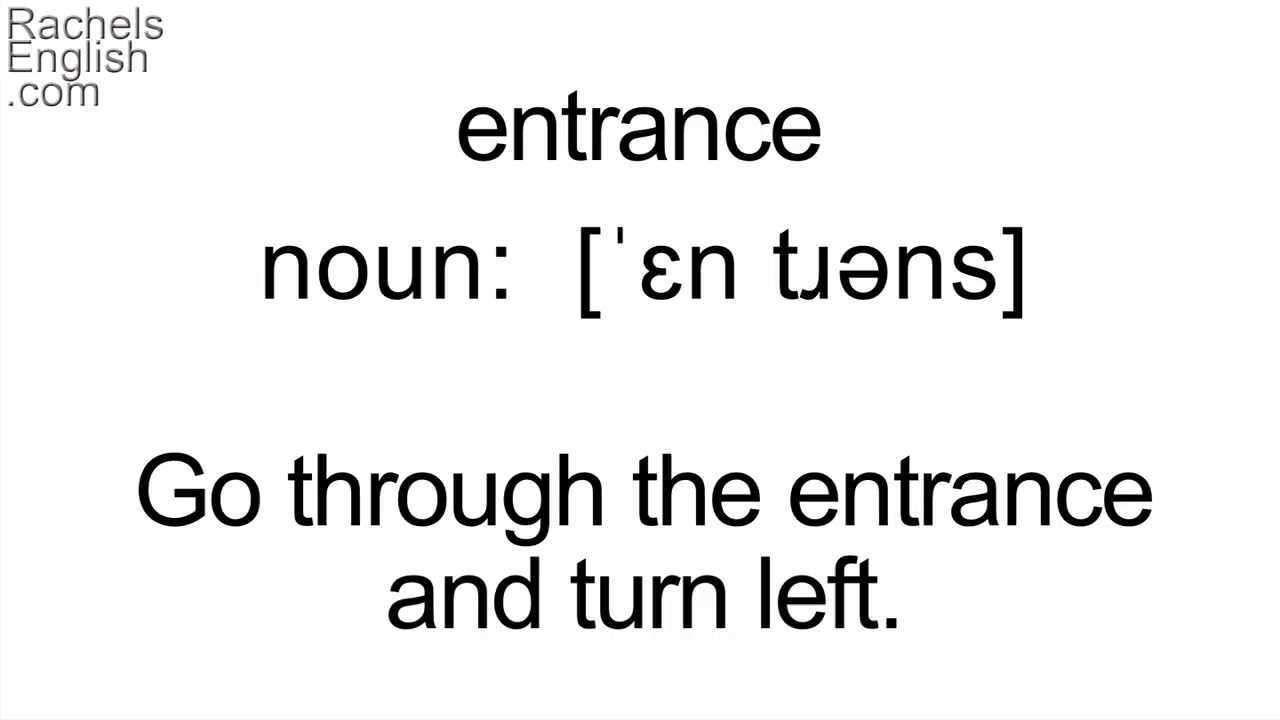 Rachels
English
.com
entrance
noun: [ˈɛn tɹəns]
Go through the entrance
and turn left.